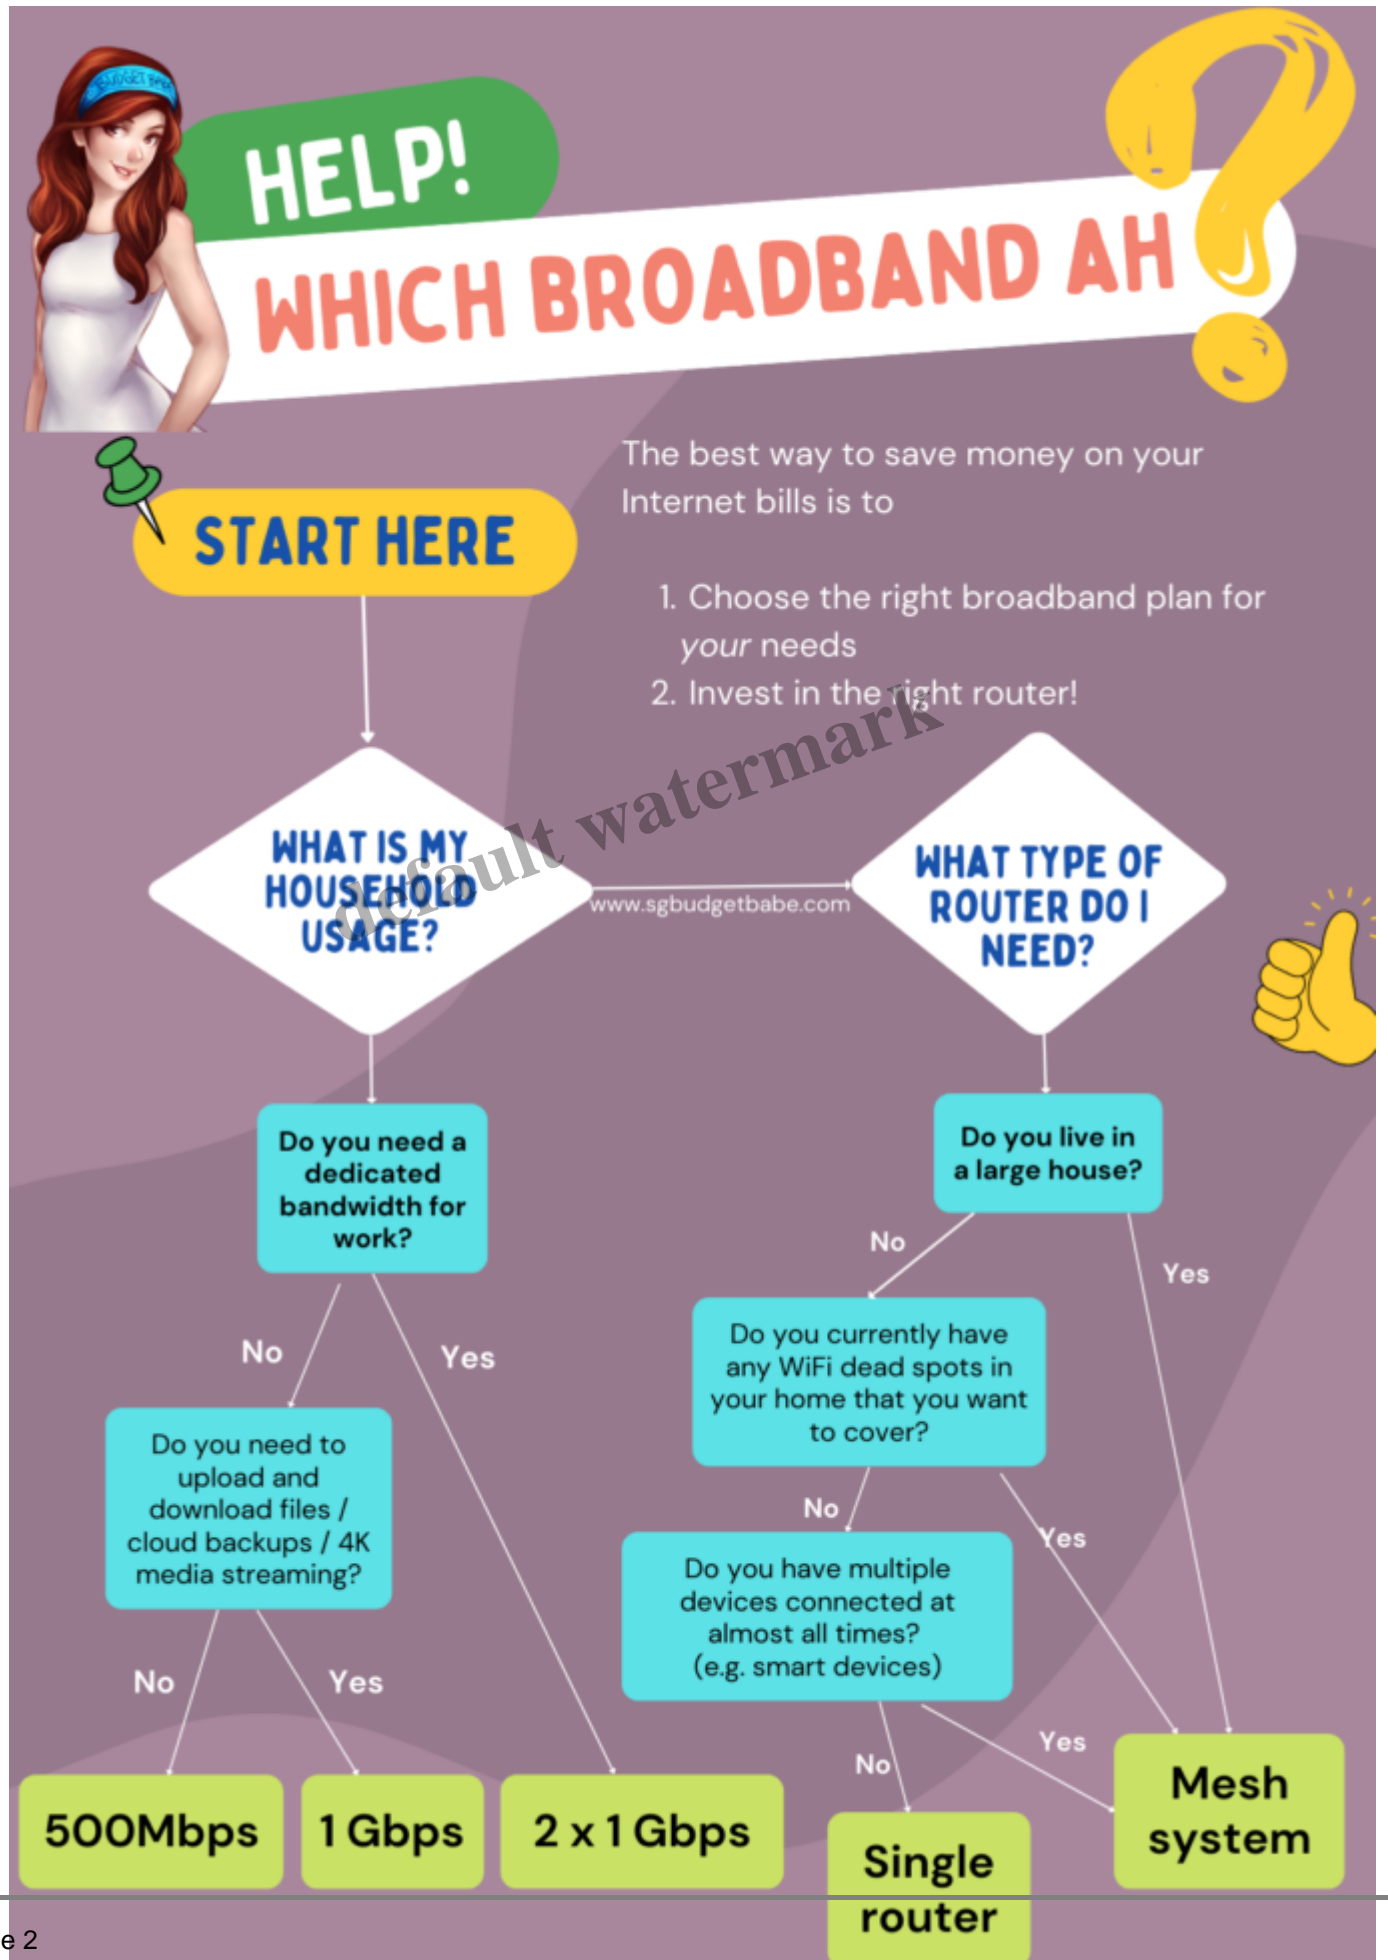 BUDGET BABE
HELP!
WHICH BROADBAND AH
START HERE
The best way to save money on your
Internet bills is to
1. Choose the right broadband plan for
your needs
2. Invest in the right router!
default watermark
WHAT IS MY
HOUSEHOLD
USAGE?
www.sgbudgetbabe.com
WHAT TYPE OF
ROUTER DO I
NEED?
Do you need a
dedicated
bandwidth for
work?
No
Yes
Do you need to
upload and
download files /
cloud backups / 4K
media streaming?
No
Yes
500Mbps
1 Gbps
2 x 1 Gbps
Do you live in
a large house?
No
Yes
Do you currently have
any WiFi dead spots in
your home that you want
to cover?
No
Yes
Do you have multiple
devices connected at
almost all times?
(e.g. smart devices)
No
Yes
Single
router
Mesh
system
e 2